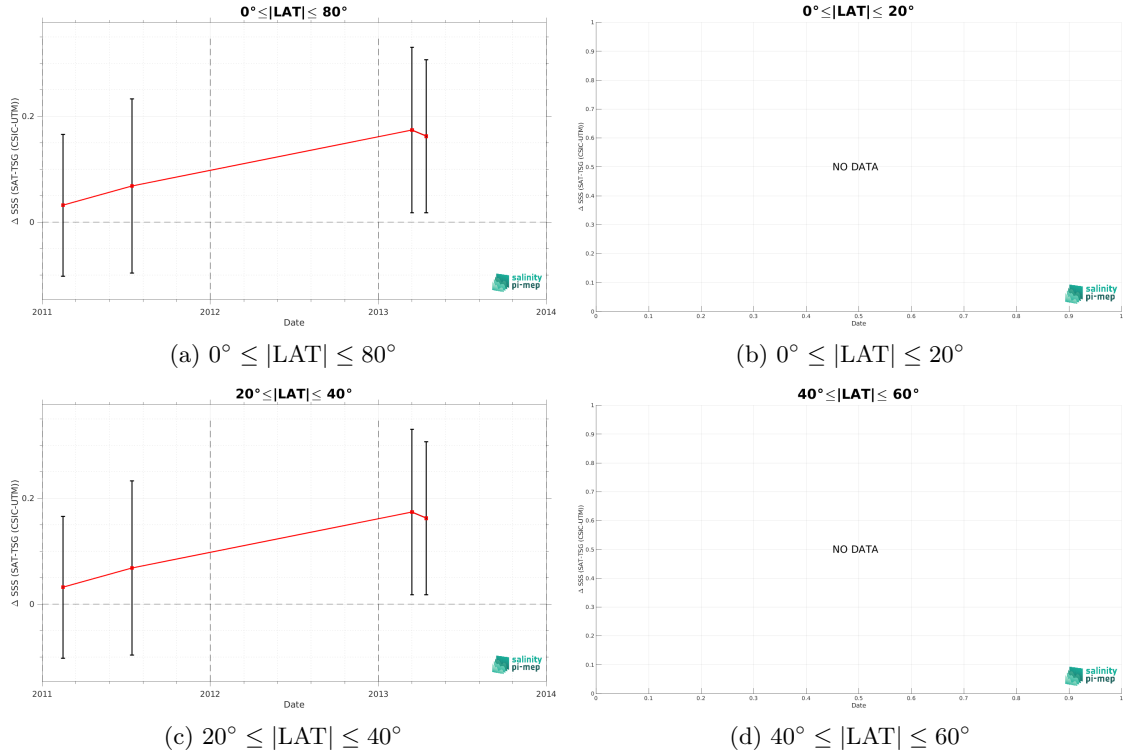 0°≤|LAT|≤ 80°
Δ SSS (SAT-TSG (CSIC-UTM))
0.2
0
2011 2012 2013 2014
Date
salinity
pi-mep
(a) 0° ≤ |LAT| ≤ 80°
0°≤|LAT|≤ 20°
Δ SSS (SAT-TSG (CSIC-UTM))
1
0.9
0.8
0.7
0.6
0.5
0.4
0.3
0.2
0.1
0
NO DATA
0 0.1 0.2 0.3 0.4 0.5 0.6 0.7 0.8 0.9 1
Date
salinity
pi-mep
(b) 0° ≤ |LAT| ≤ 20°
20°≤|LAT|≤ 40°
Δ SSS (SAT-TSG (CSIC-UTM))
0.2
0
2011 2012 2013 2014
Date
salinity
pi-mep
(c) 20° ≤ |LAT| ≤ 40°
40°≤|LAT|≤ 60°
Δ SSS (SAT-TSG (CSIC-UTM))
1
0.9
0.8
0.7
0.6
0.5
0.4
0.3
0.2
0.1
0
NO DATA
0 0.1 0.2 0.3 0.4 0.5 0.6 0.7 0.8 0.9 1
Date
salinity
pi-mep
(d) 40° ≤ |LAT| ≤ 60°